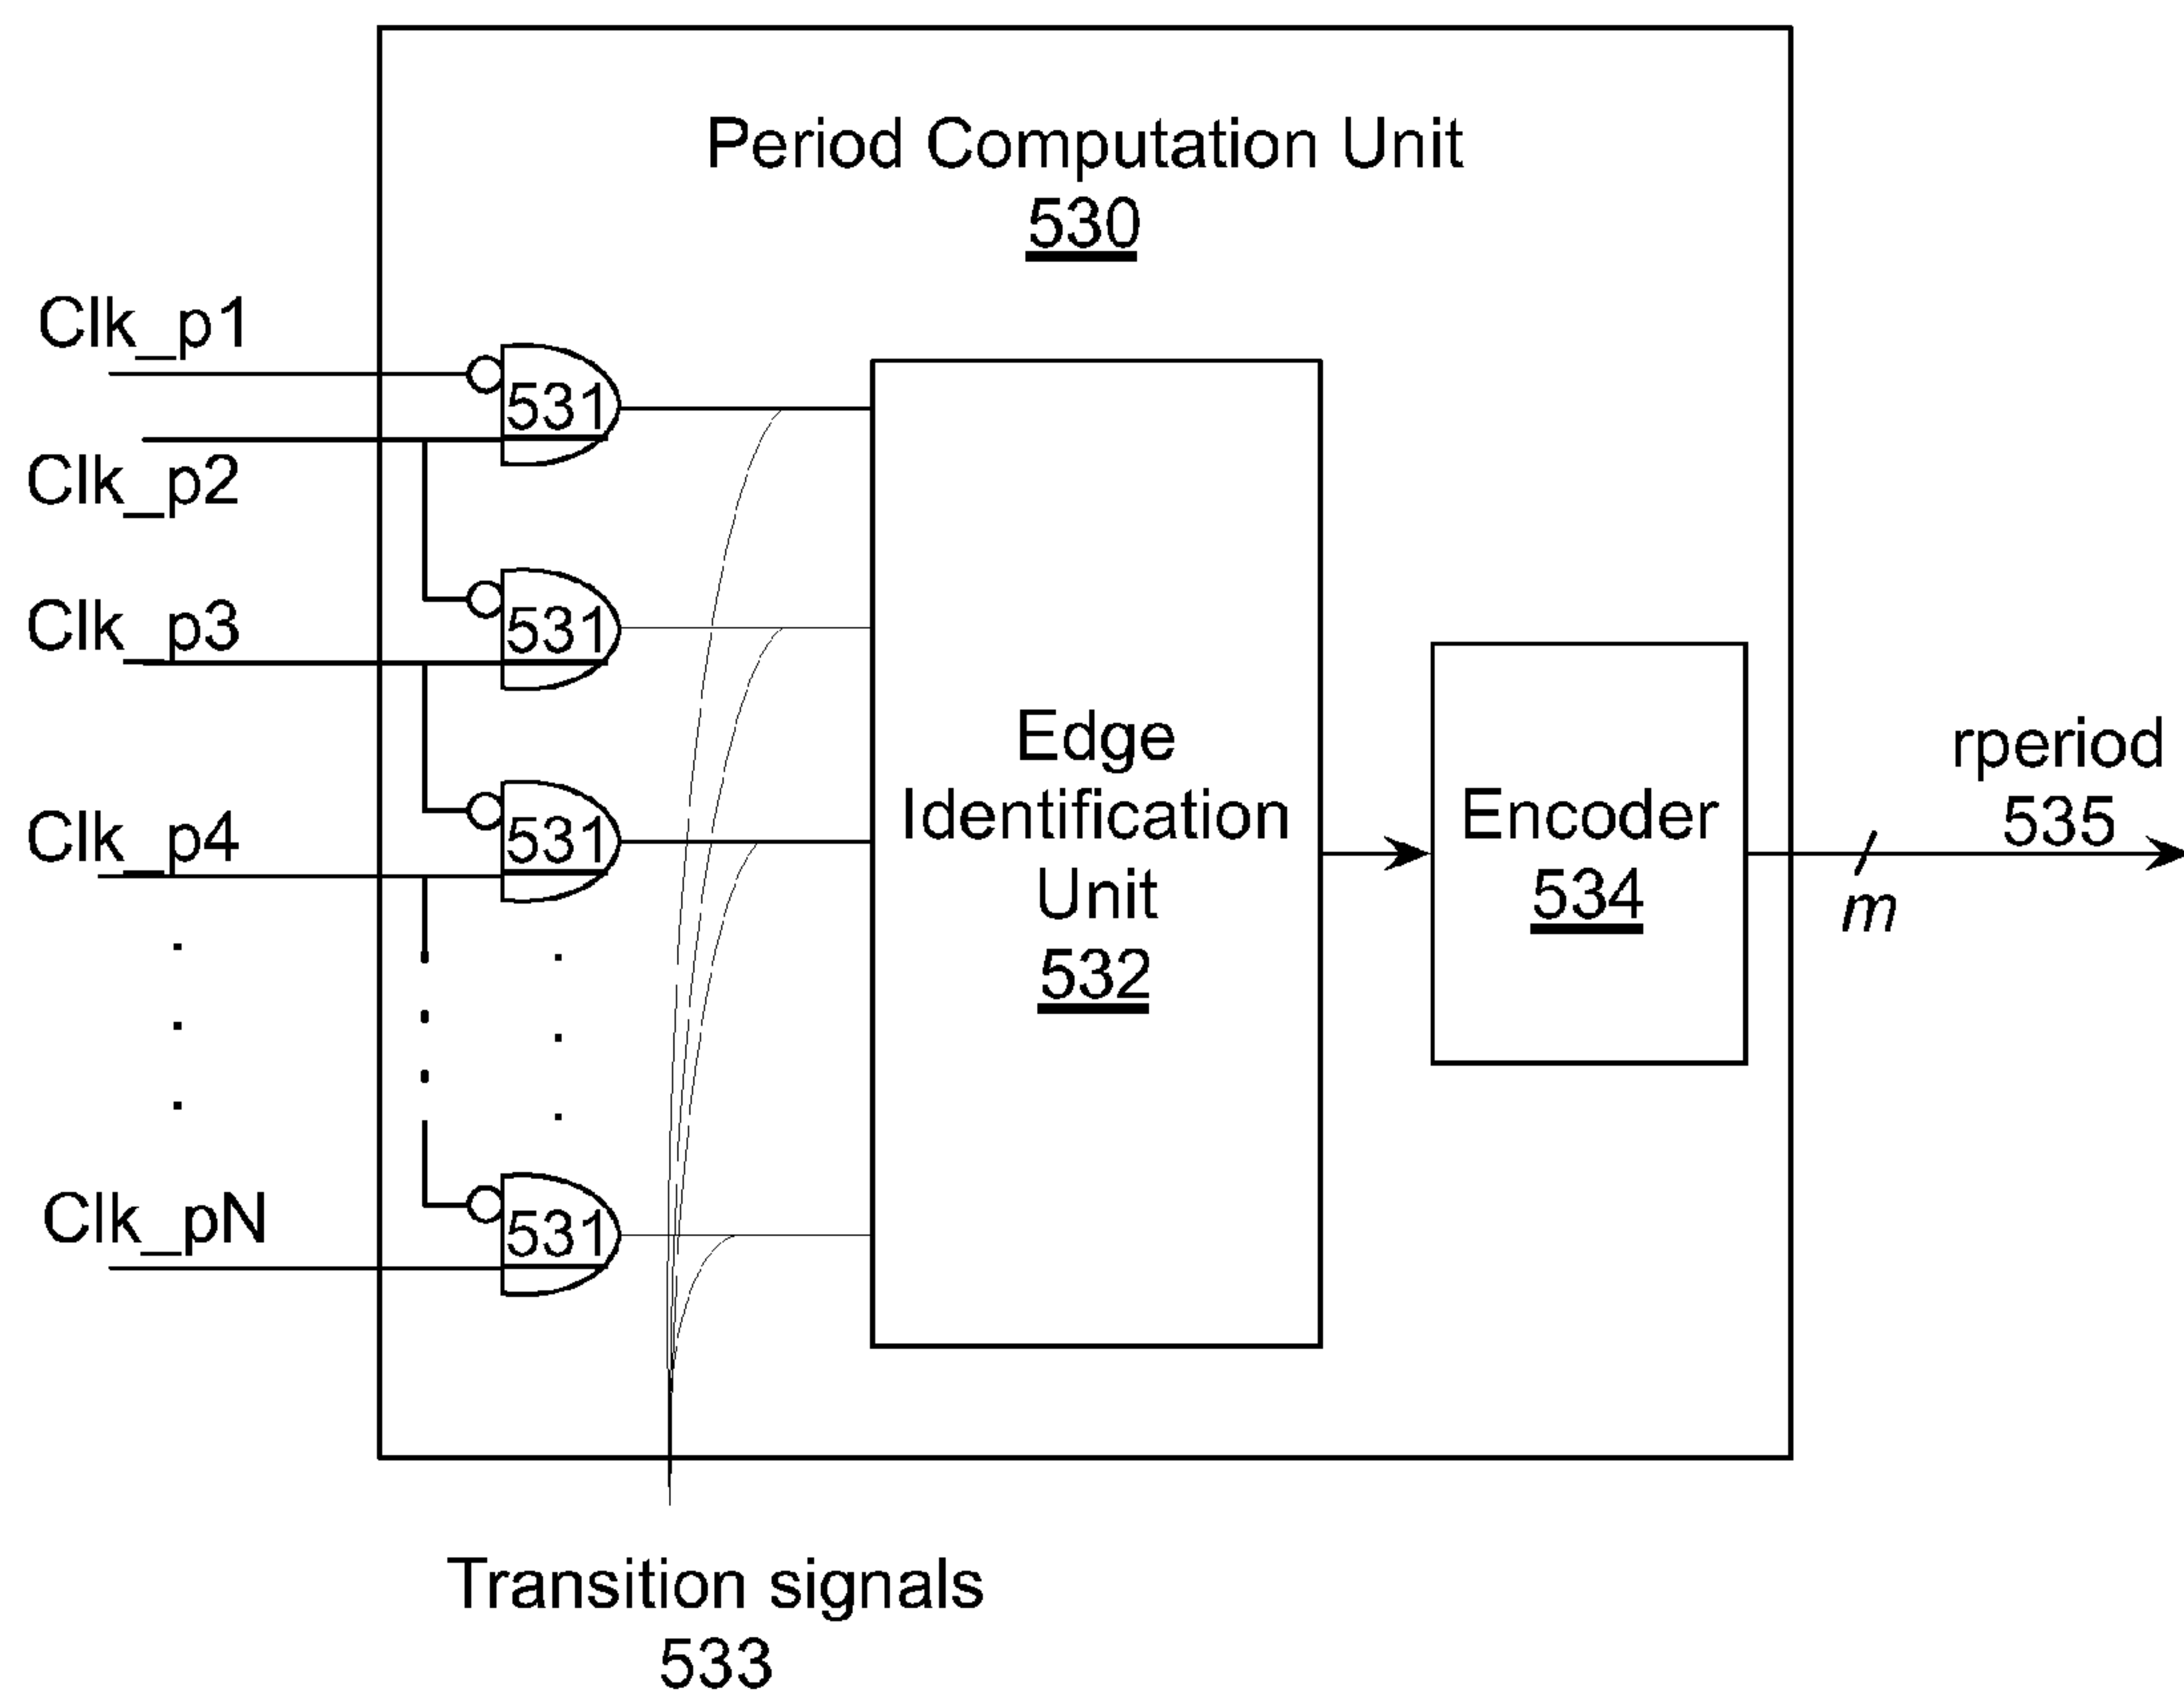 Period Computation Unit
530
Clk_p1
531
Clk_p2
Clk_p3
531
Clk_p4
531
Clk_pN
531
Edge
Identification
Unit
532
Encoder
534
rperiod
535
m
Transition signals
533